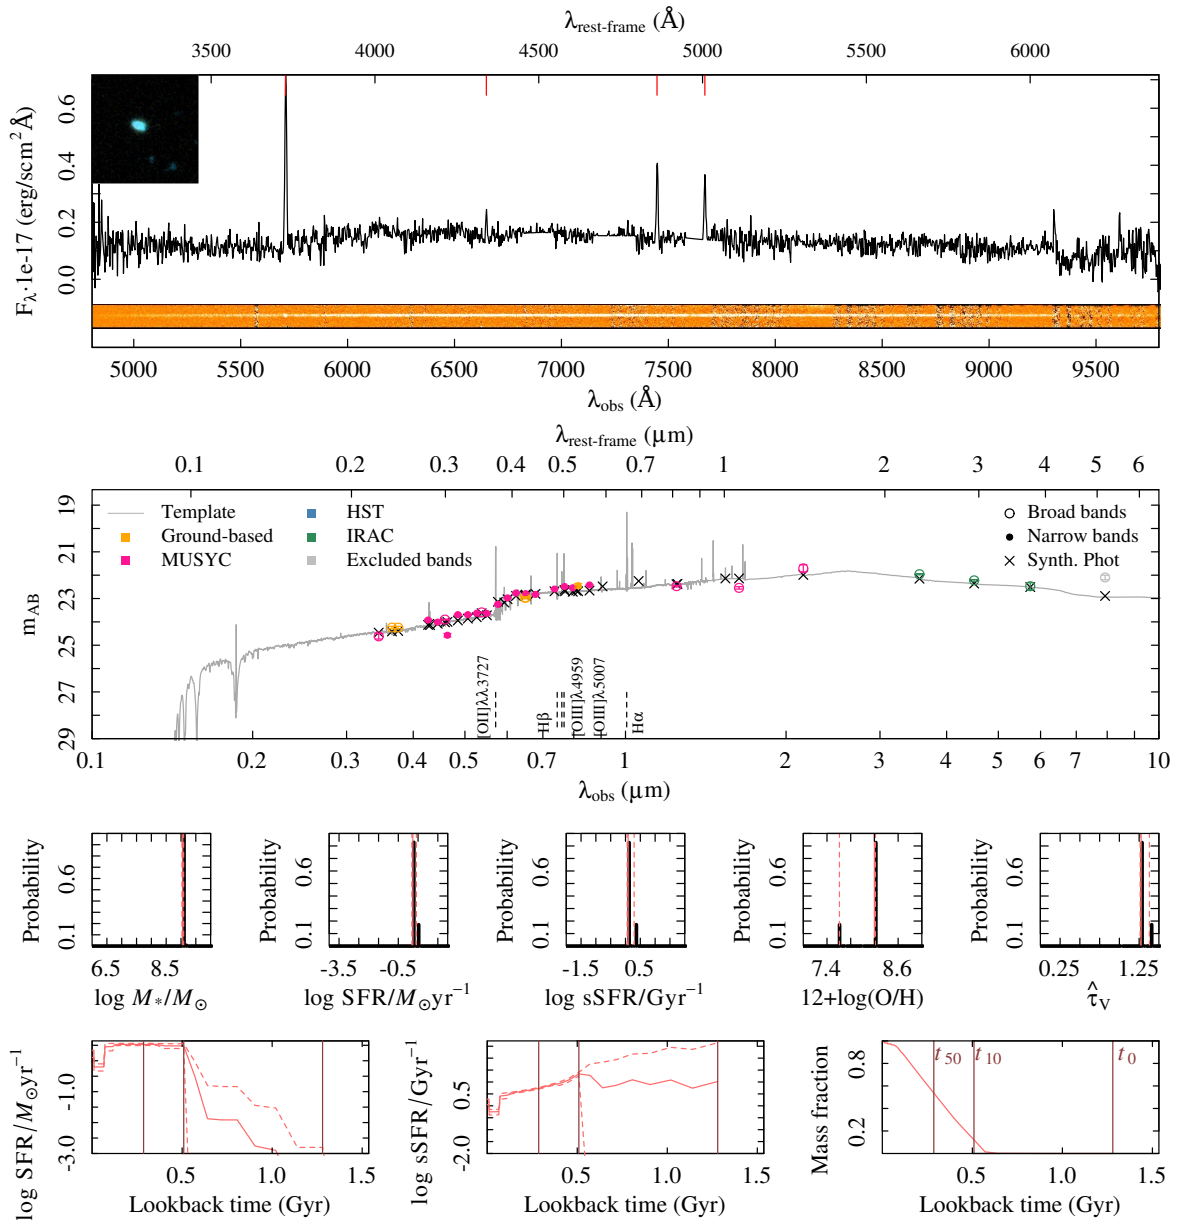 λrest-frame (Å)
3500 4000 4500 5000 5500 6000
Fλ·1e-17 (erg/scm² Å)
0.0 0.2 0.4 0.6
5000 5500 6000 6500 7000 7500 8000 8500 9000 9500
λobs (Å)
λrest-frame (μm)
0.1 0.2 0.3 0.4 0.5 0.7 1 2 3 4 5 6
mAB
19
21
23
25
27
29
Template
Ground-based
MUSYC
HST
IRAC
Excluded bands
Broad bands
Narrow bands
Synth. Phot
[OII]λλ3727
Hβ
[OIII]λ4959
[OIII]λ5007
Hα
0.1 0.2 0.3 0.4 0.5 0.7 1 2 3 4 5 6 7 10
λobs (μm)
Probability
0.1 0.6
6.5 8.5
log M*/M⊙
Probability
0.1 0.6
-3.5 -0.5
log SFR/M⊙yr⁻¹
Probability
0.1 0.6
-1.5 0.5
log sSFR/Gyr⁻¹
Probability
0.1 0.6
7.4 8.6
12+log(O/H)
Probability
0.1 0.6
0.25 1.25
τ̂V
log SFR/M⊙yr⁻¹
-3.0 -1.0
0.5 1.0 1.5
Lookback time (Gyr)
log sSFR/Gyr⁻¹
-2.0 0.5
0.5 1.0 1.5
Lookback time (Gyr)
Mass fraction
0.2 0.8
t50 t10 t0
0.5 1.0 1.5
Lookback time (Gyr)